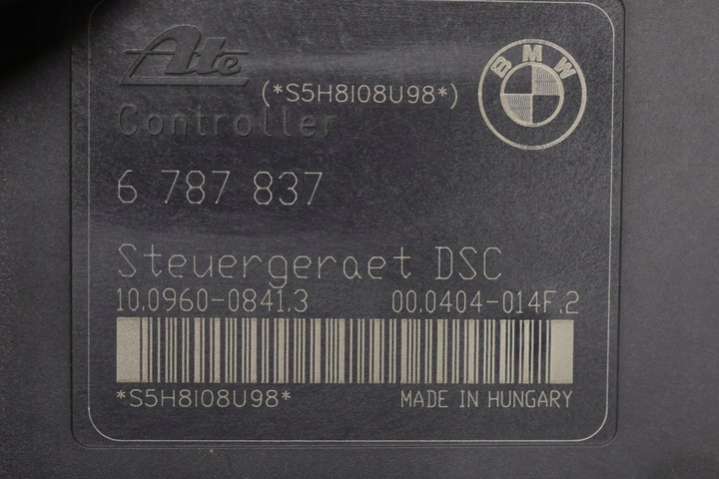 Ate
BMW
(*S5H8I08U98*)
Controller
6 787 837
Steuergeraet DSC
10.0960-0841.3 00.0404-014F.2
*S5H8I08U98* MADE IN HUNGARY